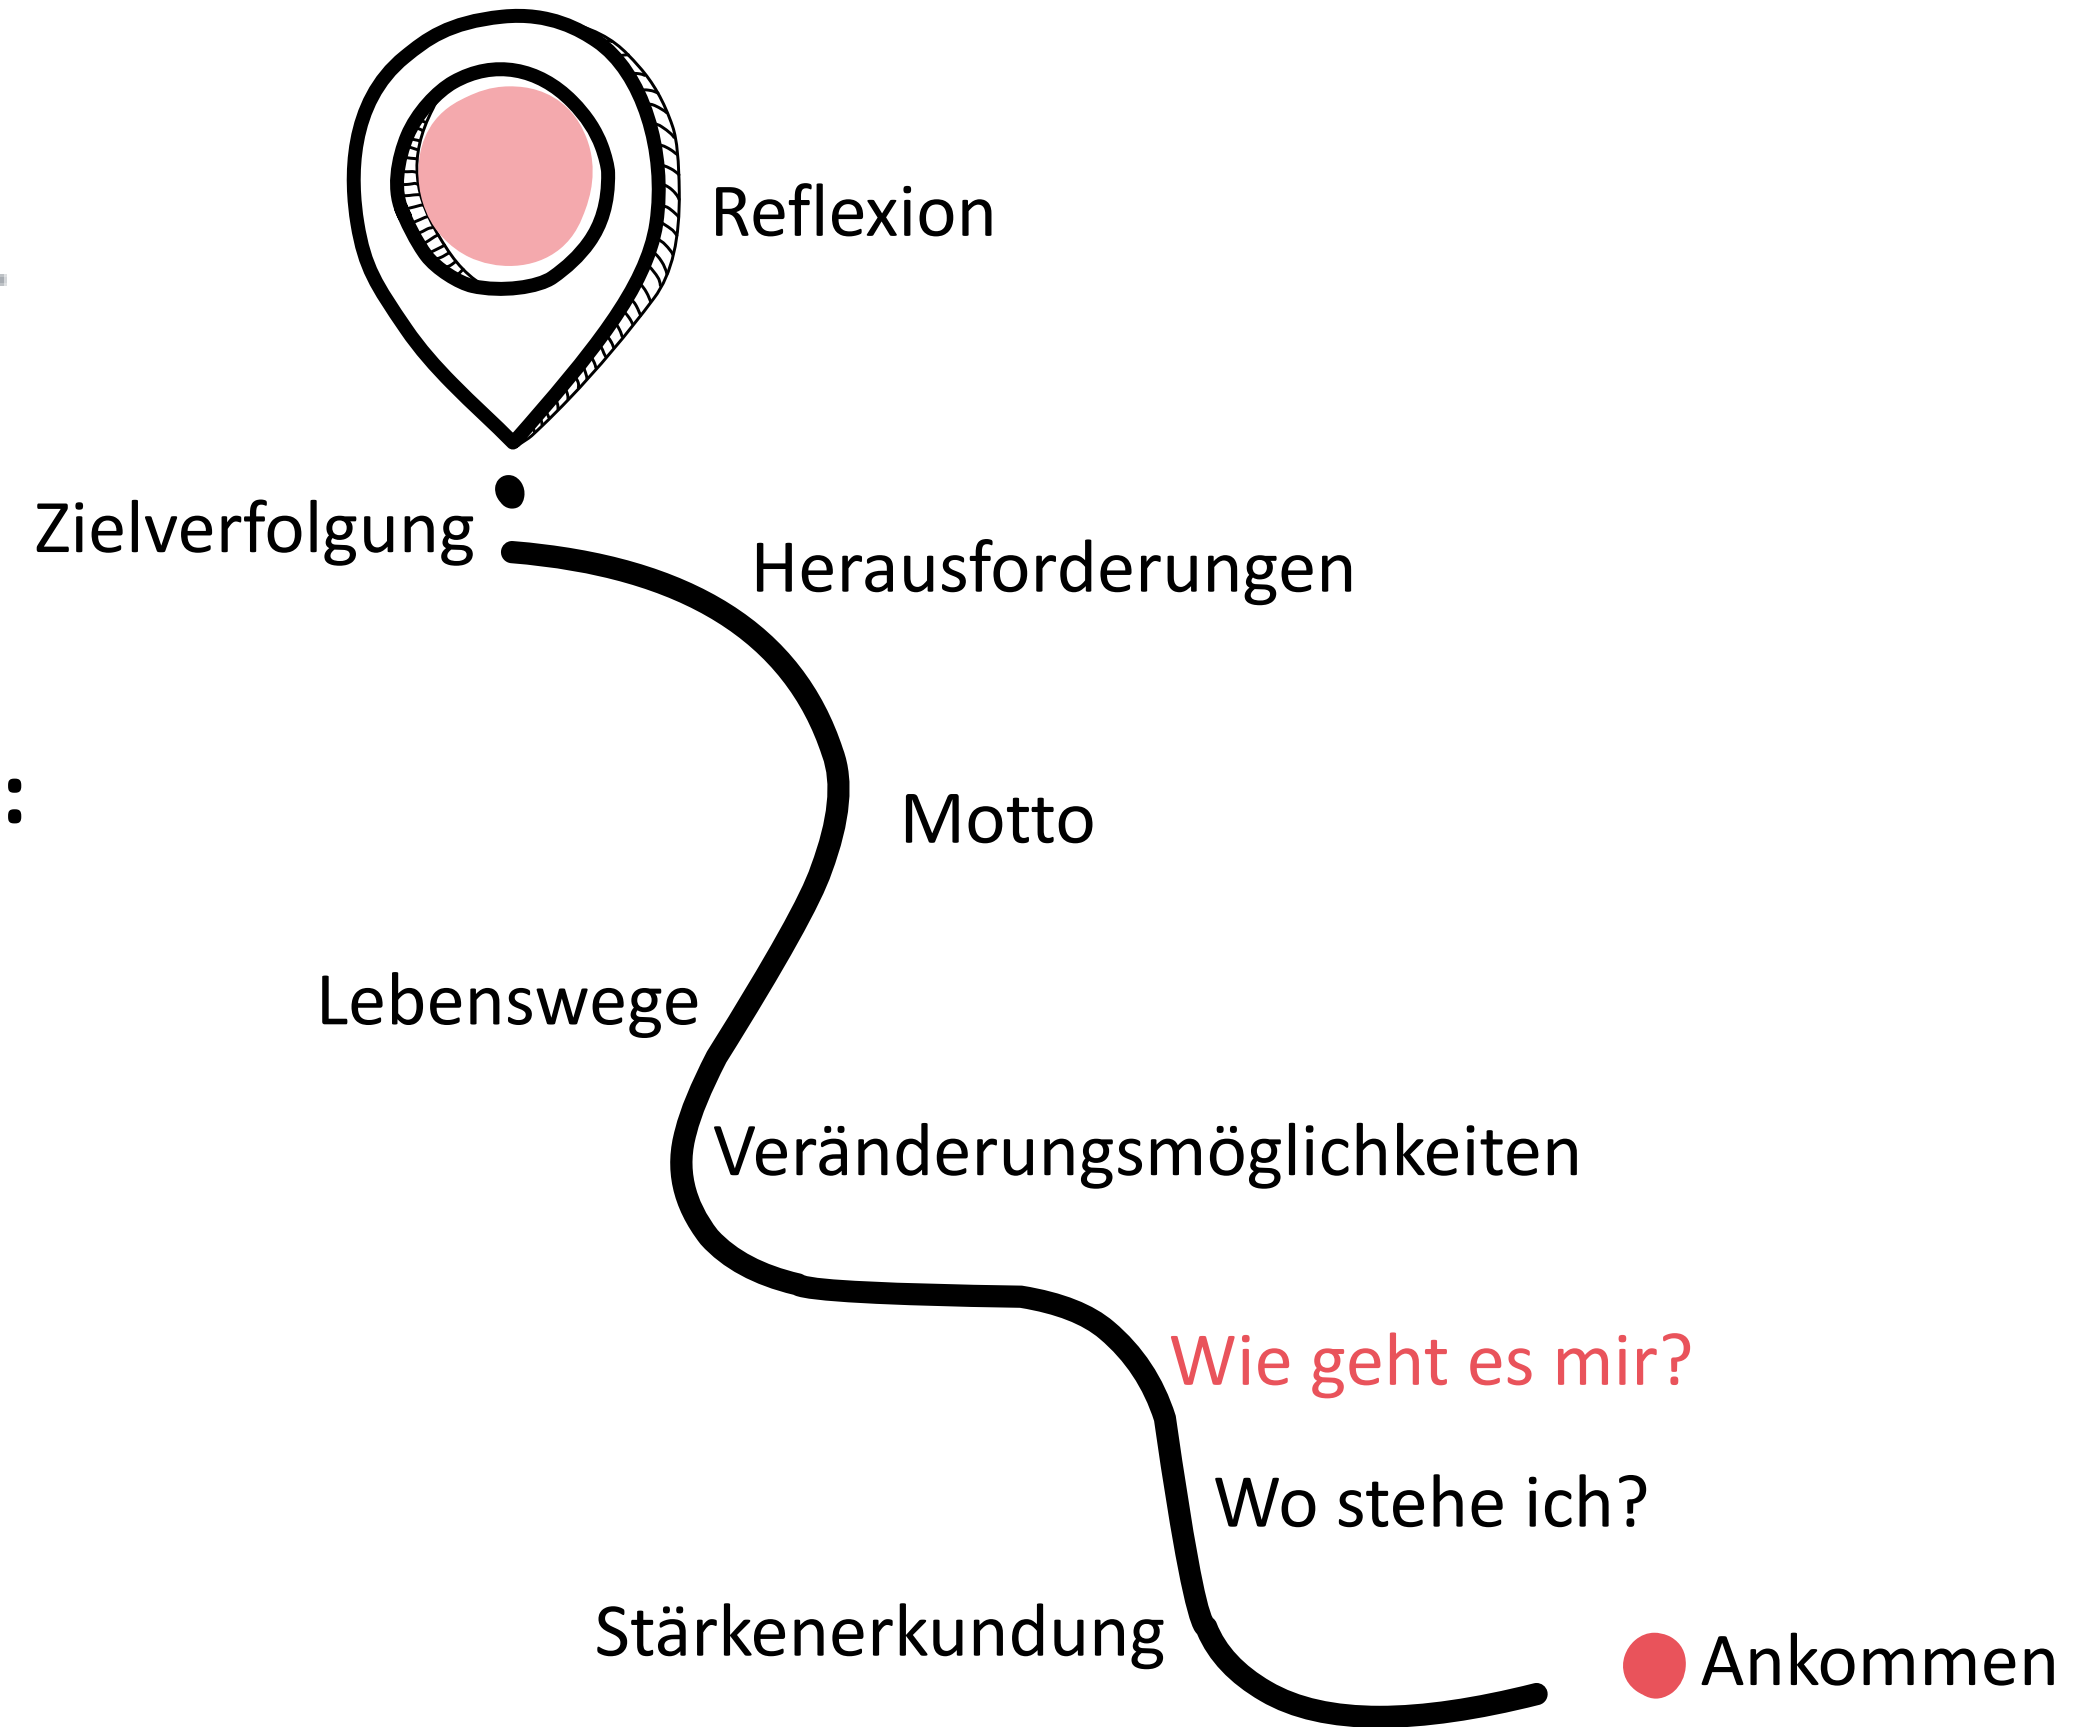 Reflexion
Zielverfolgung
Herausforderungen
:
Motto
Lebenswege
Veränderungsmöglichkeiten
Wie geht es mir?
Wo stehe ich?
Stärkenerkundung
Ankommen